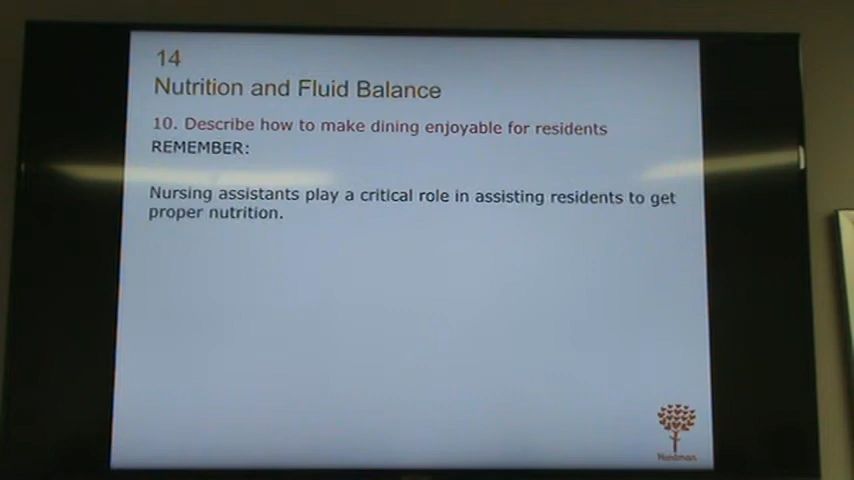 14
Nutrition and Fluid Balance
10. Describe how to make dining enjoyable for residents
REMEMBER:
Nursing assistants play a critical role in assisting residents to get
proper nutrition.
Hartman